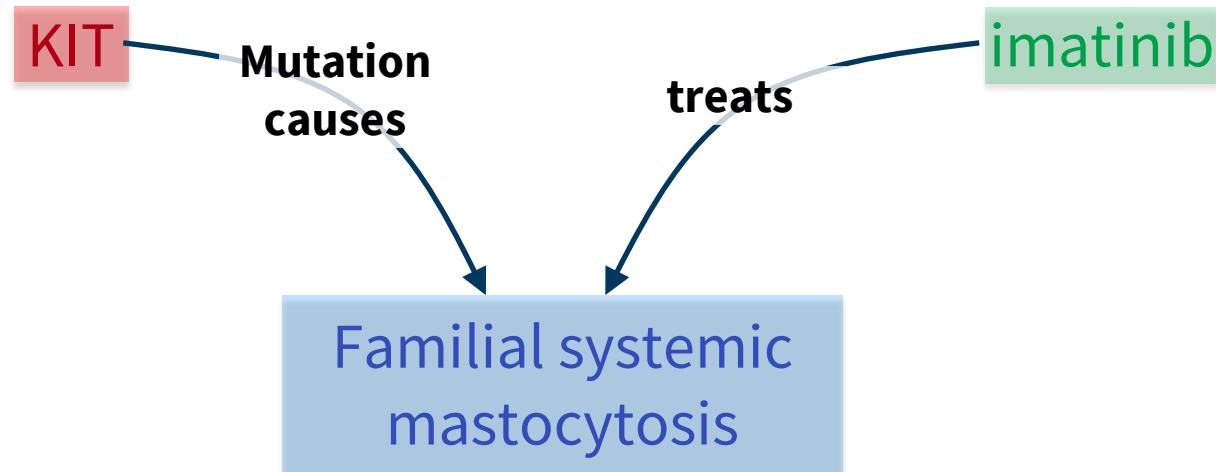 KIT
Mutation
causes
treats
imatinib
Familial systemic
mastocytosis